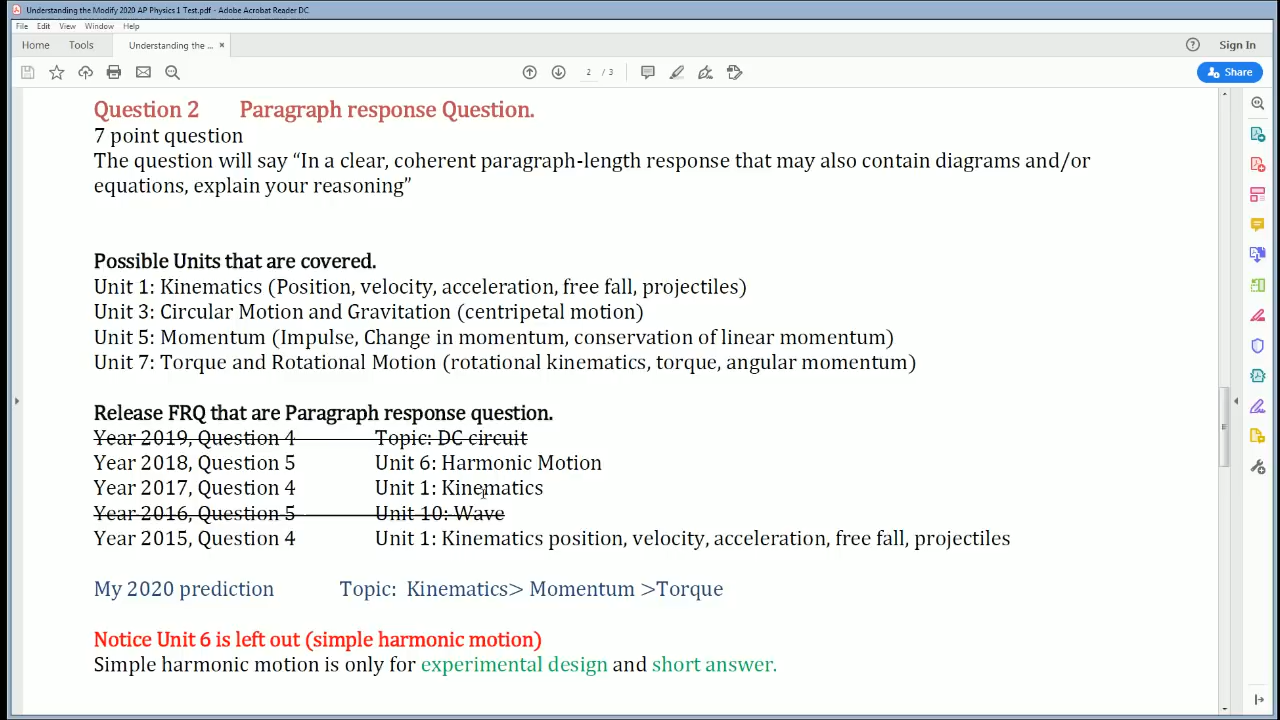 Understanding the Modify 2020 AP Physics 1 Test.pdf - Adobe Acrobat Reader DC
File Edit View Window Help
Home Tools Understanding the ... × Sign In
2 / 3 Share
Question 2 Paragraph response Question.
7 point question
The question will say “In a clear, coherent paragraph-length response that may also contain diagrams and/or
equations, explain your reasoning”
Possible Units that are covered.
Unit 1: Kinematics (Position, velocity, acceleration, free fall, projectiles)
Unit 3: Circular Motion and Gravitation (centripetal motion)
Unit 5: Momentum (Impulse, Change in momentum, conservation of linear momentum)
Unit 7: Torque and Rotational Motion (rotational kinematics, torque, angular momentum)
Release FRQ that are Paragraph response question.
Year 2019, Question 4 Topic: DC circuit
Year 2018, Question 5 Unit 6: Harmonic Motion
Year 2017, Question 4 Unit 1: Kinematics
Year 2016, Question 5 Unit 10: Wave
Year 2015, Question 4 Unit 1: Kinematics position, velocity, acceleration, free fall, projectiles
My 2020 prediction Topic: Kinematics> Momentum >Torque
Notice Unit 6 is left out (simple harmonic motion)
Simple harmonic motion is only for experimental design and short answer.